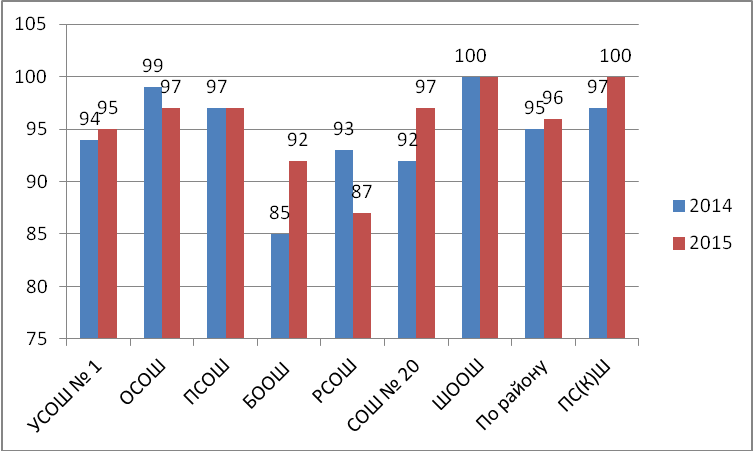 105
100
95
90
85
80
75
94
95
99
97
97
85
92
93
87
92
97
100
95
96
97
100
УСОШ № 1
ОСОШ
ПСОШ
БООШ
РСОШ
СОШ № 20
ШООШ
По району
ПС(К)Ш
2014
2015